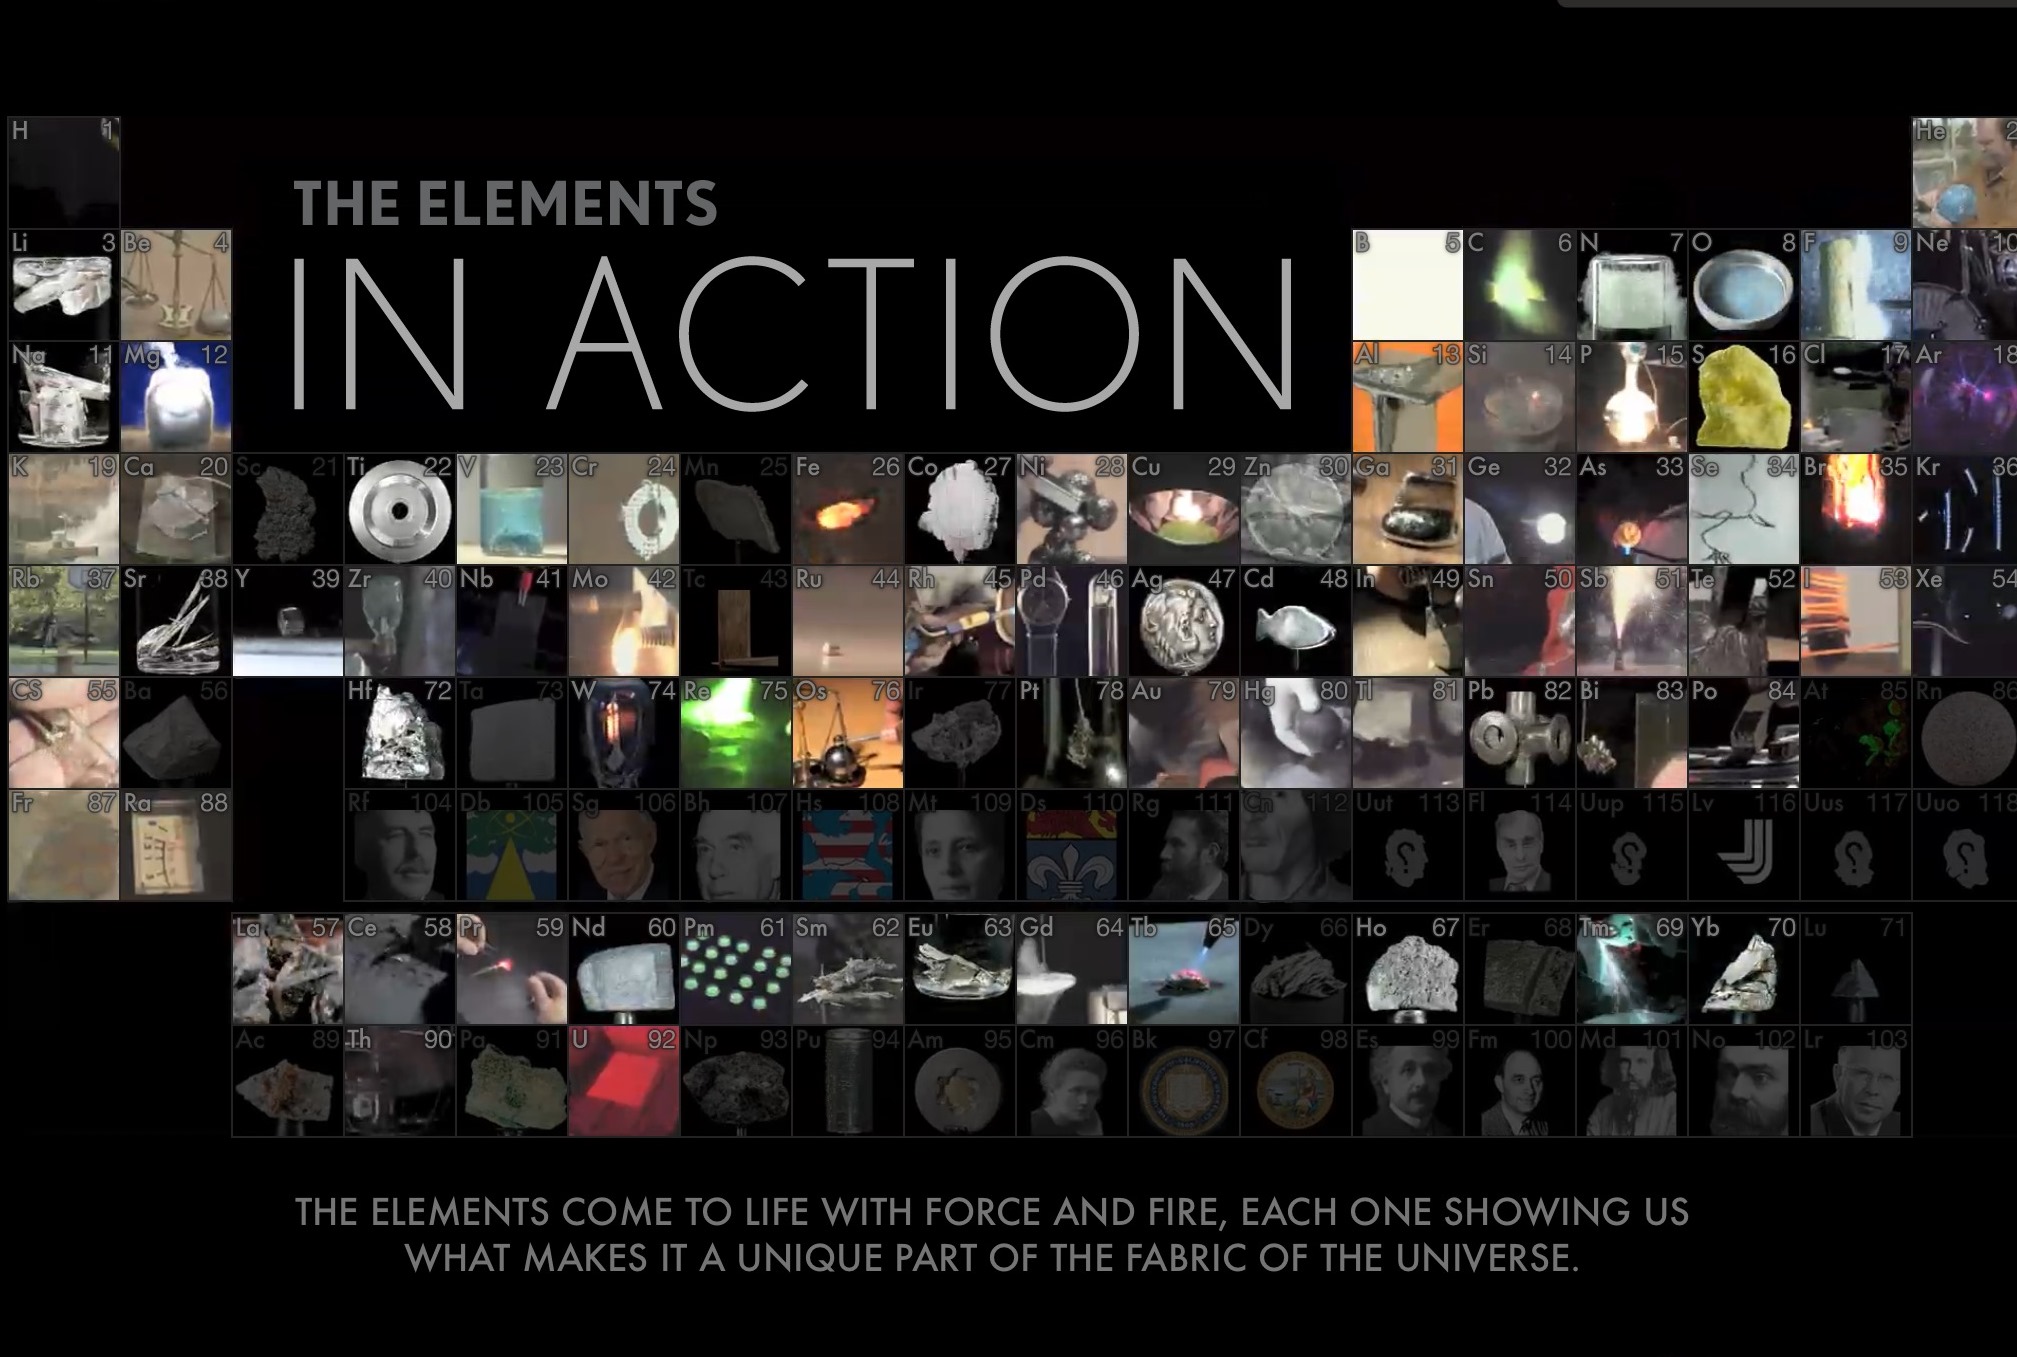 H 1 He 2
THE ELEMENTS
Li 3 Be 4 B 5 C 6 N 7 O 8 F 9 Ne 10
IN ACTION
Na 11 Mg 12 Al 13 Si 14 P 15 S 16 Cl 17 Ar 18
K 19 Ca 20 Sc 21 Ti 22 V 23 Cr 24 Mn 25 Fe 26 Co 27 Ni 28 Cu 29 Zn 30 Ga 31 Ge 32 As 33 Se 34 Br 35 Kr 36
Rb 37 Sr 38 Y 39 Zr 40 Nb 41 Mo 42 Tc 43 Ru 44 Rh 45 Pd 46 Ag 47 Cd 48 In 49 Sn 50 Sb 51 Te 52 I 53 Xe 54
CS 55 Ba 56 Hf 72 Ta 73 W 74 Re 75 Os 76 Ir 77 Pt 78 Au 79 Hg 80 Tl 81 Pb 82 Bi 83 Po 84 At 85 Rn 86
Fr 87 Ra 88 Rf 104 Db 105 Sg 106 Bh 107 Hs 108 Mt 109 Ds 110 Rg 111 Cn 112 Uut 113 Fl 114 Uup 115 Lv 116 Uus 117 Uuo 118
La 57 Ce 58 Pr 59 Nd 60 Pm 61 Sm 62 Eu 63 Gd 64 Tb 65 Dy 66 Ho 67 Er 68 Tm 69 Yb 70 Lu 71
Ac 89 Th 90 Pa 91 U 92 Np 93 Pu 94 Am 95 Cm 96 Bk 97 Cf 98 Es 99 Fm 100 Md 101 No 102 Lr 103
THE ELEMENTS COME TO LIFE WITH FORCE AND FIRE, EACH ONE SHOWING US
WHAT MAKES IT A UNIQUE PART OF THE FABRIC OF THE UNIVERSE.